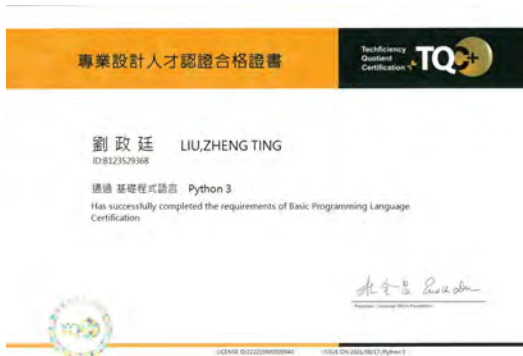 專業設計人才認證合格證書
Techficiency
Quotient
Certification
TQC+
劉政廷 LIU,ZHENG TING
ID:B123529368
通過 基礎程式語言 Python 3
Has successfully completed the requirements of Basic Programming Language
Certification